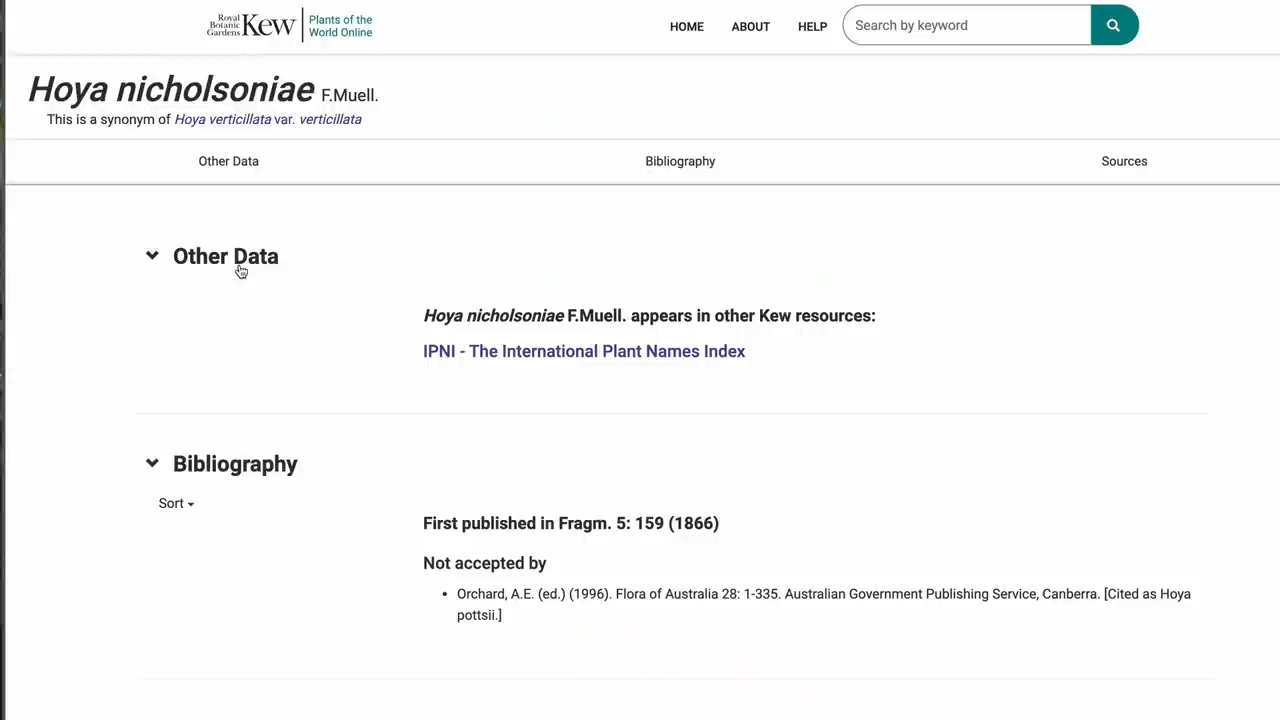 Royal
Botanic
Gardens Kew
Plants of the
World Online
HOME ABOUT HELP Search by keyword
Hoya nicholsoniae F.Muell.
This is a synonym of Hoya verticillata var. verticillata
Other Data Bibliography Sources
Other Data
Hoya nicholsoniae F.Muell. appears in other Kew resources:
IPNI - The International Plant Names Index
Bibliography
Sort
First published in Fragm. 5: 159 (1866)
Not accepted by
• Orchard, A.E. (ed.) (1996). Flora of Australia 28: 1-335. Australian Government Publishing Service, Canberra. [Cited as Hoya
pottsii.]